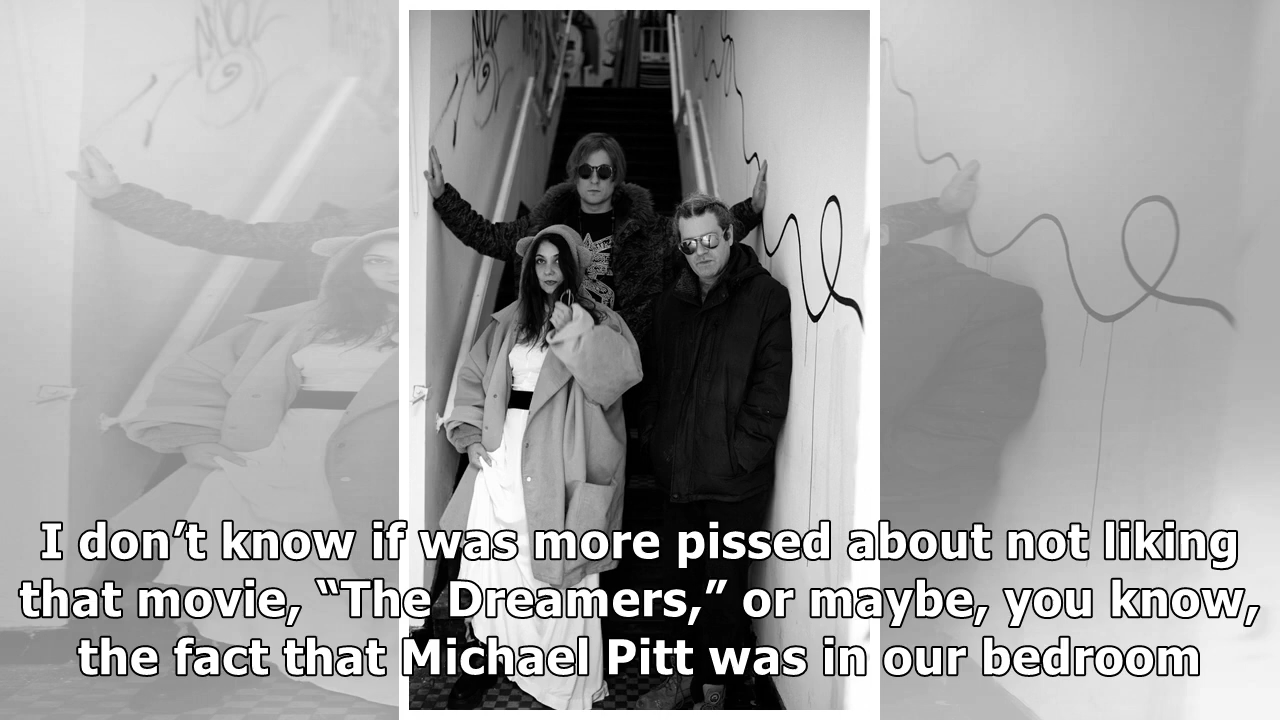 I don’t know if was more pissed about not liking
that movie, “The Dreamers,” or maybe, you know,
the fact that Michael Pitt was in our bedroom